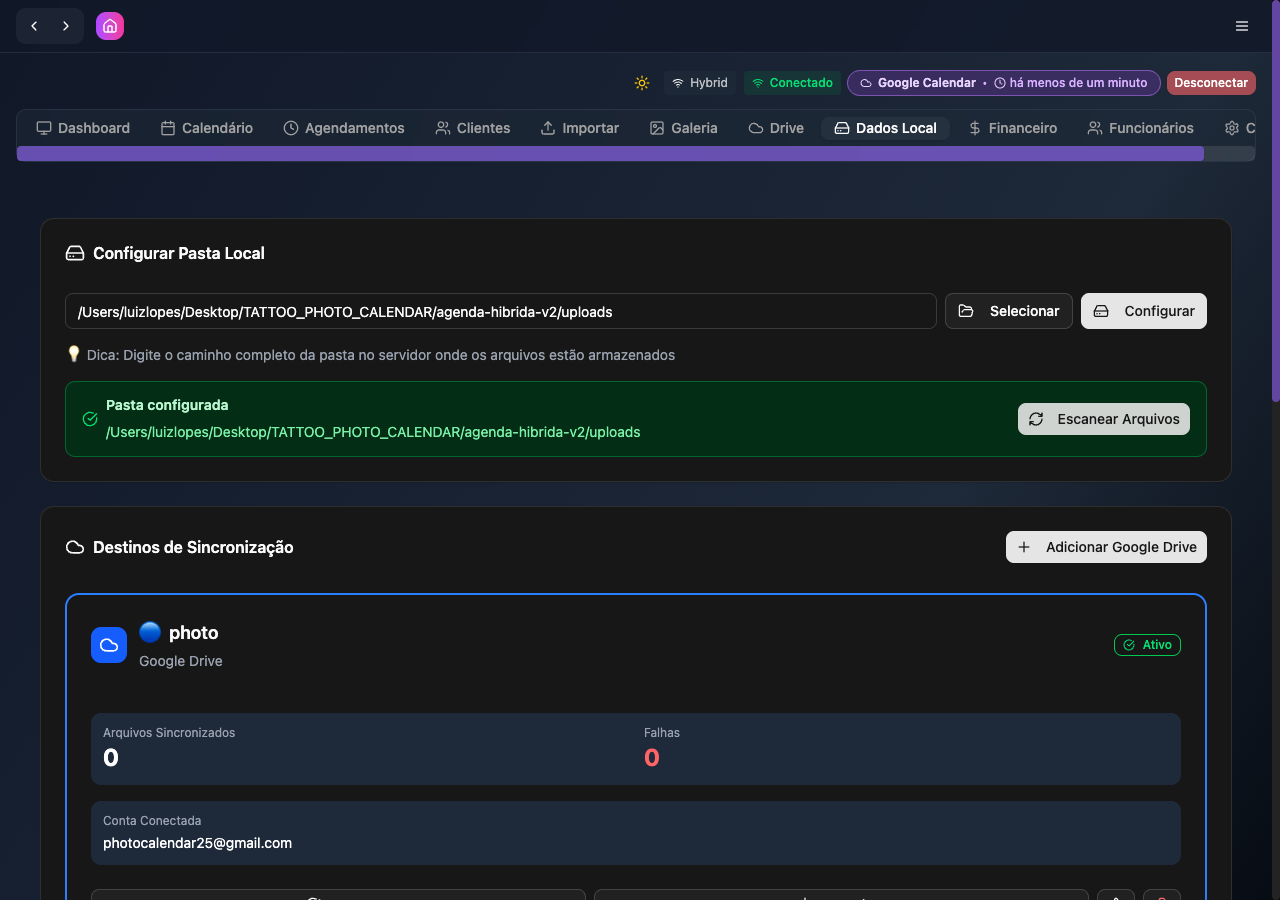 Hybrid
Conectado
Google Calendar • há menos de um minuto
Desconectar
Dashboard
Calendário
Agendamentos
Clientes
Importar
Galeria
Drive
Dados Local
Financeiro
Funcionários
C
Configurar Pasta Local
/Users/luizlopes/Desktop/TATTOO_PHOTO_CALENDAR/agenda-hibrida-v2/uploads
Selecionar
Configurar
💡 Dica: Digite o caminho completo da pasta no servidor onde os arquivos estão armazenados
Pasta configurada
/Users/luizlopes/Desktop/TATTOO_PHOTO_CALENDAR/agenda-hibrida-v2/uploads
Escanear Arquivos
Destinos de Sincronização
Adicionar Google Drive
🔵 photo
Google Drive
Ativo
Arquivos Sincronizados
0
Falhas
0
Conta Conectada
photocalendar25@gmail.com